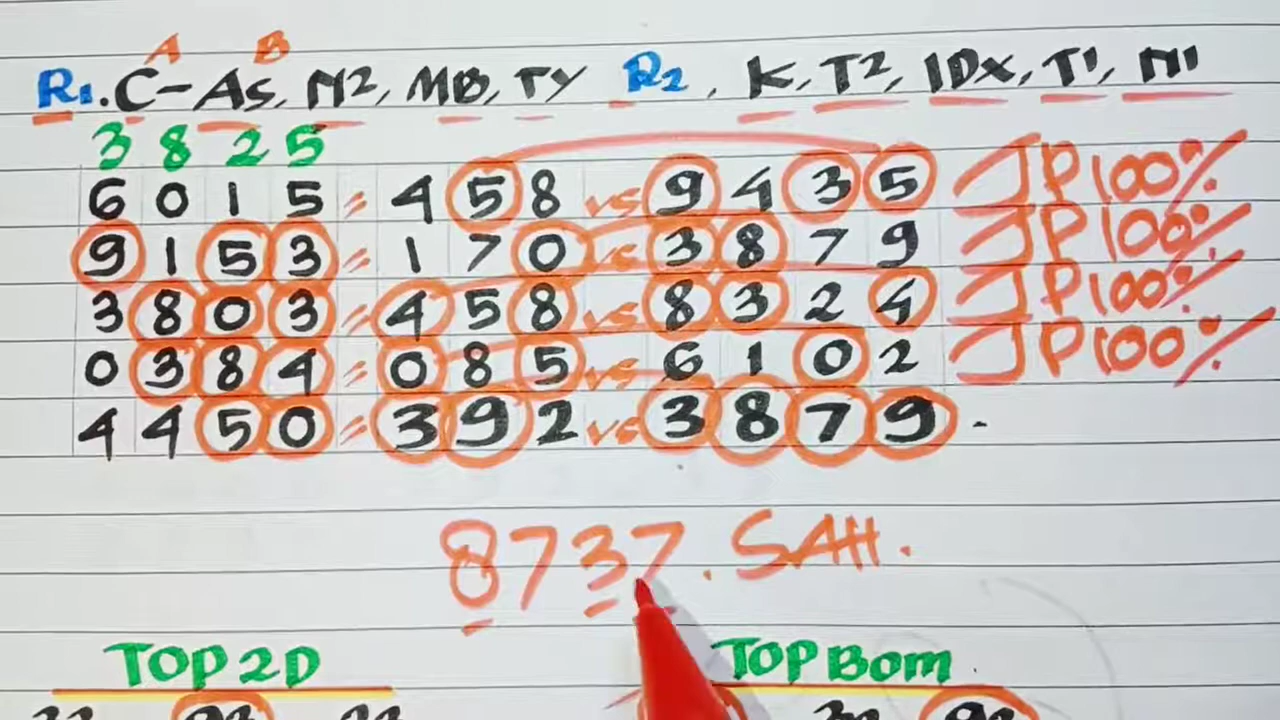 A B
R1. C-As, N2, MB, TY R2, K, T2, IDX, T1, N1
3 8 2 5
6 0 1 5 = 4 5 8 vs 9 4 3 5 JP 100%
9 1 5 3 = 1 7 0 vs 3 8 7 9 JP 100%
3 8 0 3 = 4 5 8 vs 8 3 2 4 JP 100%
0 3 8 4 = 0 8 5 vs 6 1 0 2 JP 100%
4 4 5 0 = 3 9 2 vs 3 8 7 9.
8737. SAH.
TOP 2D TOP BOM